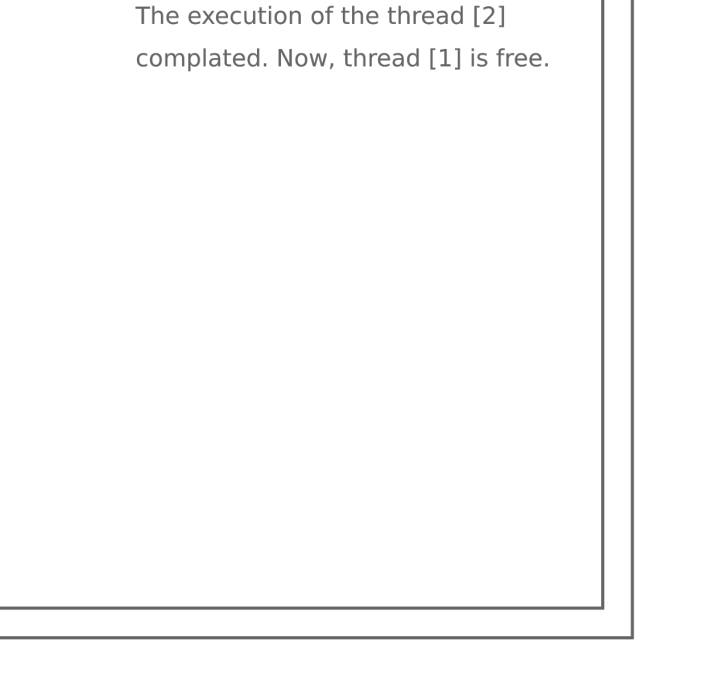 The execution of the thread [2]
complated. Now, thread [1] is free.